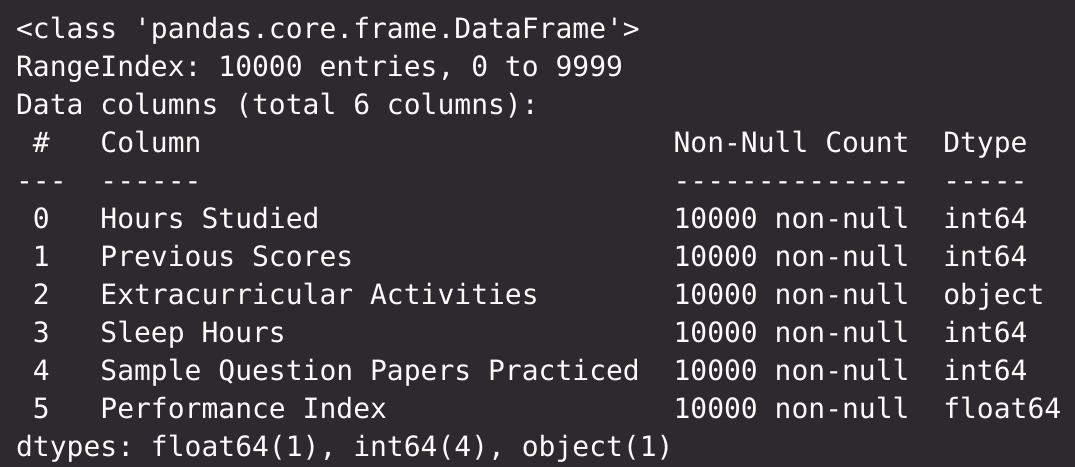 <class 'pandas.core.frame.DataFrame'>
RangeIndex: 10000 entries, 0 to 9999
Data columns (total 6 columns):
 #   Column                            Non-Null Count  Dtype
---  ------                            --------------  -----
 0   Hours Studied                     10000 non-null  int64
 1   Previous Scores                   10000 non-null  int64
 2   Extracurricular Activities        10000 non-null  object
 3   Sleep Hours                       10000 non-null  int64
 4   Sample Question Papers Practiced  10000 non-null  int64
 5   Performance Index                 10000 non-null  float64
dtypes: float64(1), int64(4), object(1)